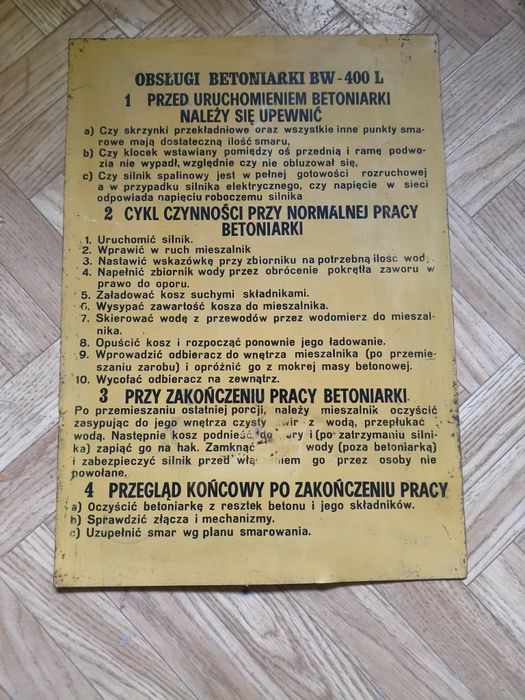 OBSŁUGI BETONIARKI BW-400 L
1 PRZED URUCHOMIENIEM BETONIARKI
NALEŻY SIĘ UPEWNIĆ
a) Czy skrzynki przekładniowe oraz wszystkie inne punkty sma-
rowe mają dostateczną ilość smaru,
b) Czy klocek wstawiany pomiędzy oś przednią i ramę podwo-
zia nie wypadł, względnie czy nie obluzował się,
c) Czy silnik spalinowy jest w pełnej gotowości rozruchowej
a w przypadku silnika elektrycznego, czy napięcie w sieci
odpowiada napięciu roboczemu silnika
2 CYKL CZYNNOŚCI PRZY NORMALNEJ PRACY
BETONIARKI
1. Uruchomić silnik.
2. Wprawić w ruch mieszalnik
3. Nastawić wskazówkę przy zbiorniku na potrzebną ilość wody.
4. Napełnić zbiornik wody przez obrócenie pokrętła zaworu w
prawo do oporu.
5. Załadować kosz suchymi składnikami.
6. Wysypać zawartość kosza do mieszalnika.
7. Skierować wodę z przewodów przez wodomierz do mieszal-
nika.
8. Opuścić kosz i rozpocząć ponownie jego ładowanie.
9. Wprowadzić odbieracz do wnętrza mieszalnika (po przemie-
szaniu zarobu) i opróżnić go z mokrej masy betonowej.
10. Wycofać odbieracz na zewnątrz.
3 PRZY ZAKOŃCZENIU PRACY BETONIARKI
Po przemieszaniu ostatniej porcji, należy mieszalnik oczyścić
zasypując do jego wnętrza czysty żwir z wodą, przepłukać
wodą. Następnie kosz podnieść do góry i (po zatrzymaniu silni-
ka) zapiąć go na hak. Zamknąć wody (poza betoniarką)
i zabezpieczyć silnik przed włączeniem go przez osoby nie
powołane.
4 PRZEGLĄD KOŃCOWY PO ZAKOŃCZENIU PRACY
a) Oczyścić betoniarkę z resztek betonu i jego składników.
b) Sprawdzić złącza i mechanizmy.
c) Uzupełnić smar wg planu smarowania.